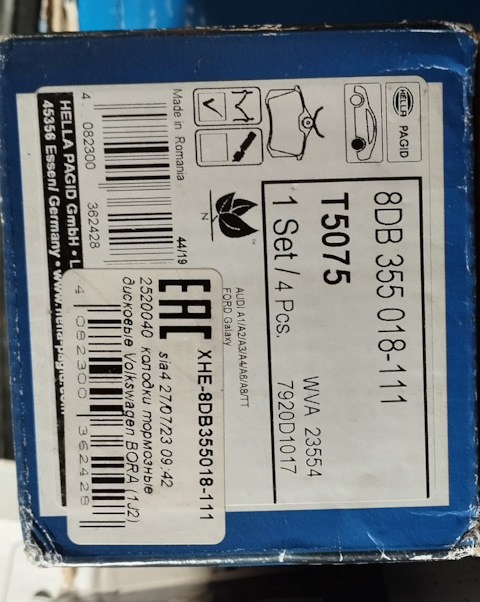 HELLA
PAGID
8DB 355 018-111
T5075
1 Set / 4 Pcs.
WVA 23554
7920D1017
N
AUDI A1/A2/A3/A4/A6/A8/TT
FORD Galaxy
Made in Romania
44/19
4 082300 362428
HELLA PAGID GmbH •
45356 Essen/ Germany •
EAC
XHE-8DB355018-111
sia4 27/07/23 09:42
2520040 колодки тормозные
дисковые Volkswagen BORA (1J2)
4 082300 362428